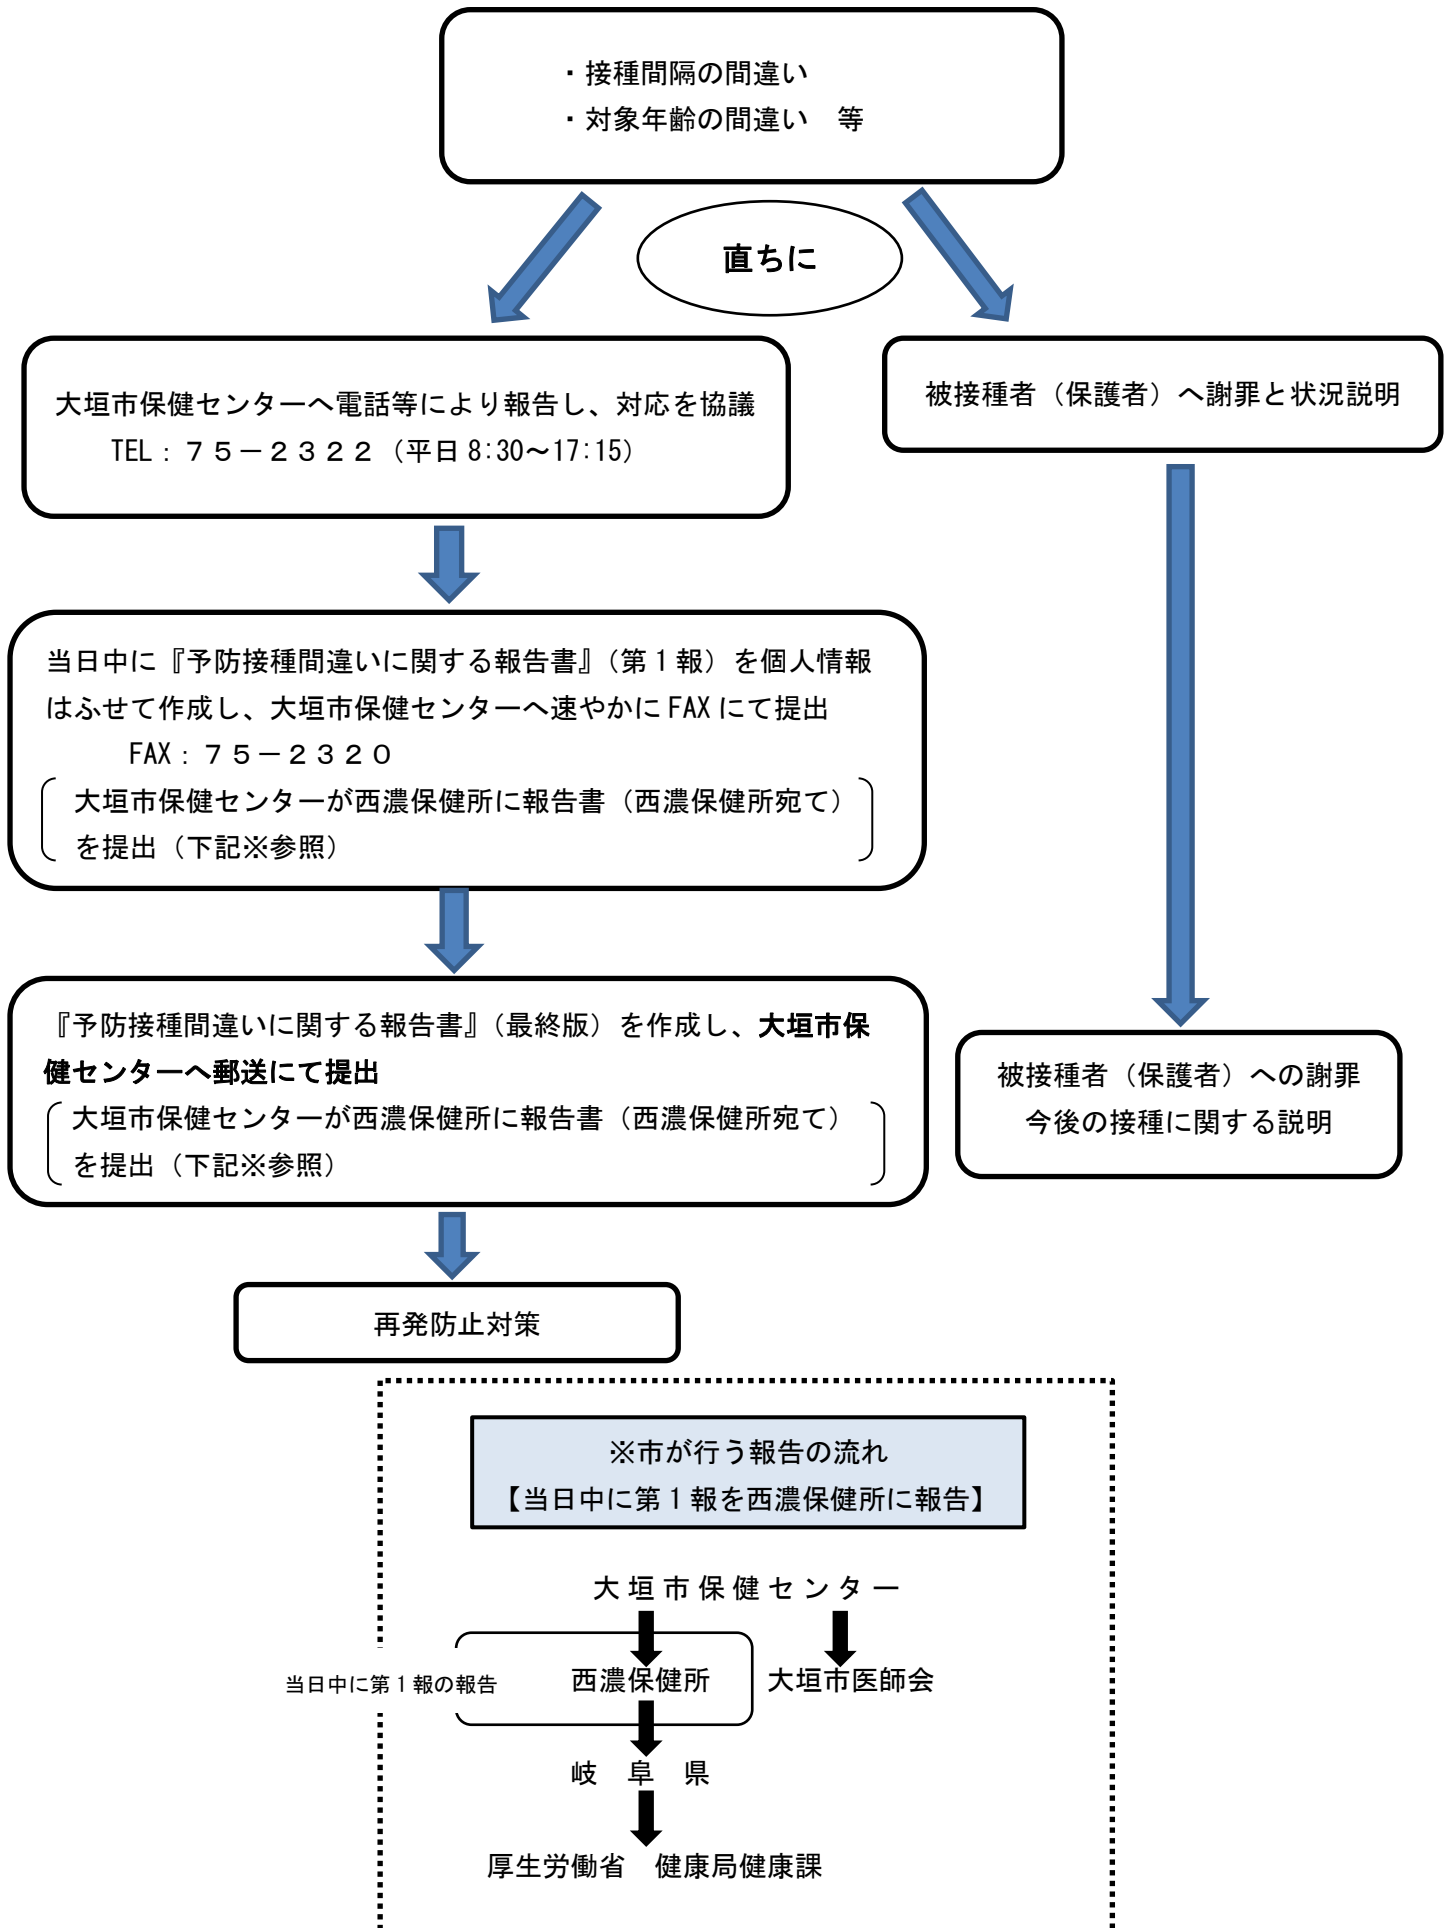 ・接種間隔の間違い
・対象年齢の間違い　等
直ちに
大垣市保健センターへ電話等により報告し、対応を協議
TEL：７５－２３２２（平日 8:30～17:15）
被接種者（保護者）へ謝罪と状況説明
当日中に『予防接種間違いに関する報告書』（第１報）を個人情報
はふせて作成し、大垣市保健センターへ速やかに FAX にて提出
FAX：７５－２３２０
大垣市保健センターが西濃保健所に報告書（西濃保健所宛て）
を提出（下記※参照）
『予防接種間違いに関する報告書』（最終版）を作成し、大垣市保
健センターへ郵送にて提出
大垣市保健センターが西濃保健所に報告書（西濃保健所宛て）
を提出（下記※参照）
被接種者（保護者）への謝罪
今後の接種に関する説明
再発防止対策
※市が行う報告の流れ
【当日中に第１報を西濃保健所に報告】
大垣市保健センター
当日中に第１報の報告
西濃保健所
大垣市医師会
岐　阜　県
厚生労働省　健康局健康課